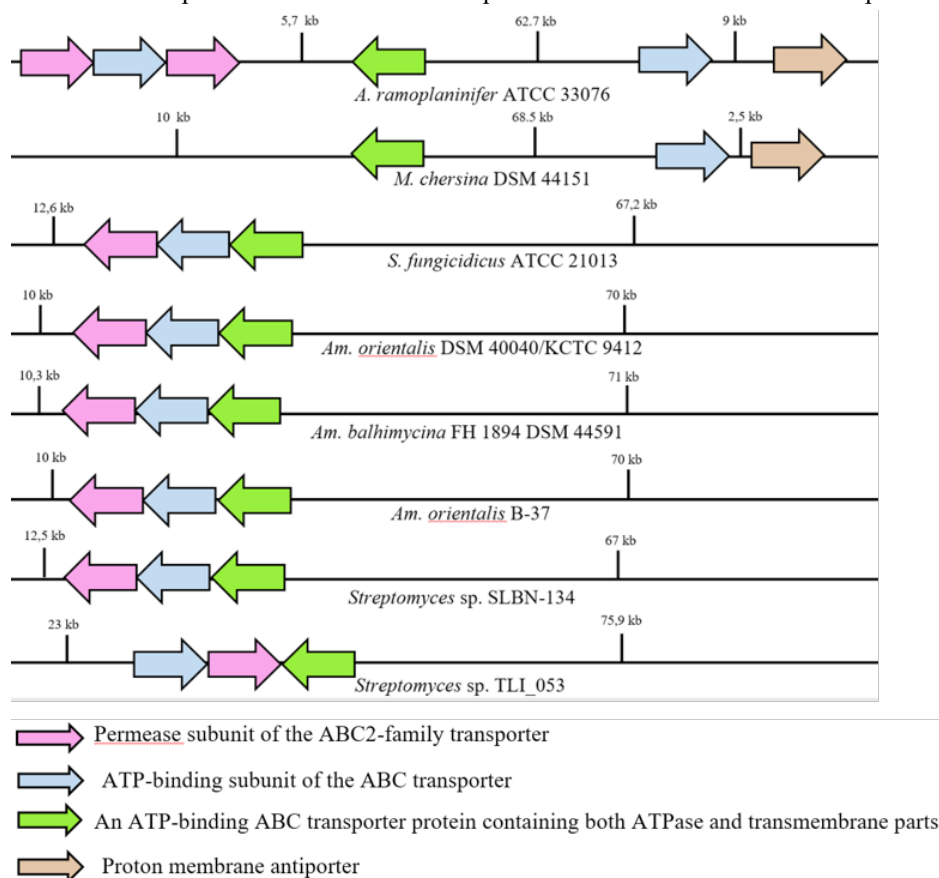 5,7 kb 62.7 kb 9 kb
A. ramoplaninifer ATCC 33076
10 kb 68.5 kb 2,5 kb
M. chersina DSM 44151
12,6 kb 67,2 kb
S. fungicidicus ATCC 21013
10 kb 70 kb
Am. orientalis DSM 40040/KCTC 9412
10,3 kb 71 kb
Am. balhimycina FH 1894 DSM 44591
10 kb 70 kb
Am. orientalis B-37
12,5 kb 67 kb
Streptomyces sp. SLBN-134
23 kb 75,9 kb
Streptomyces sp. TLI_053
Permease subunit of the ABC2-family transporter
ATP-binding subunit of the ABC transporter
An ATP-binding ABC transporter protein containing both ATPase and transmembrane parts
Proton membrane antiporter